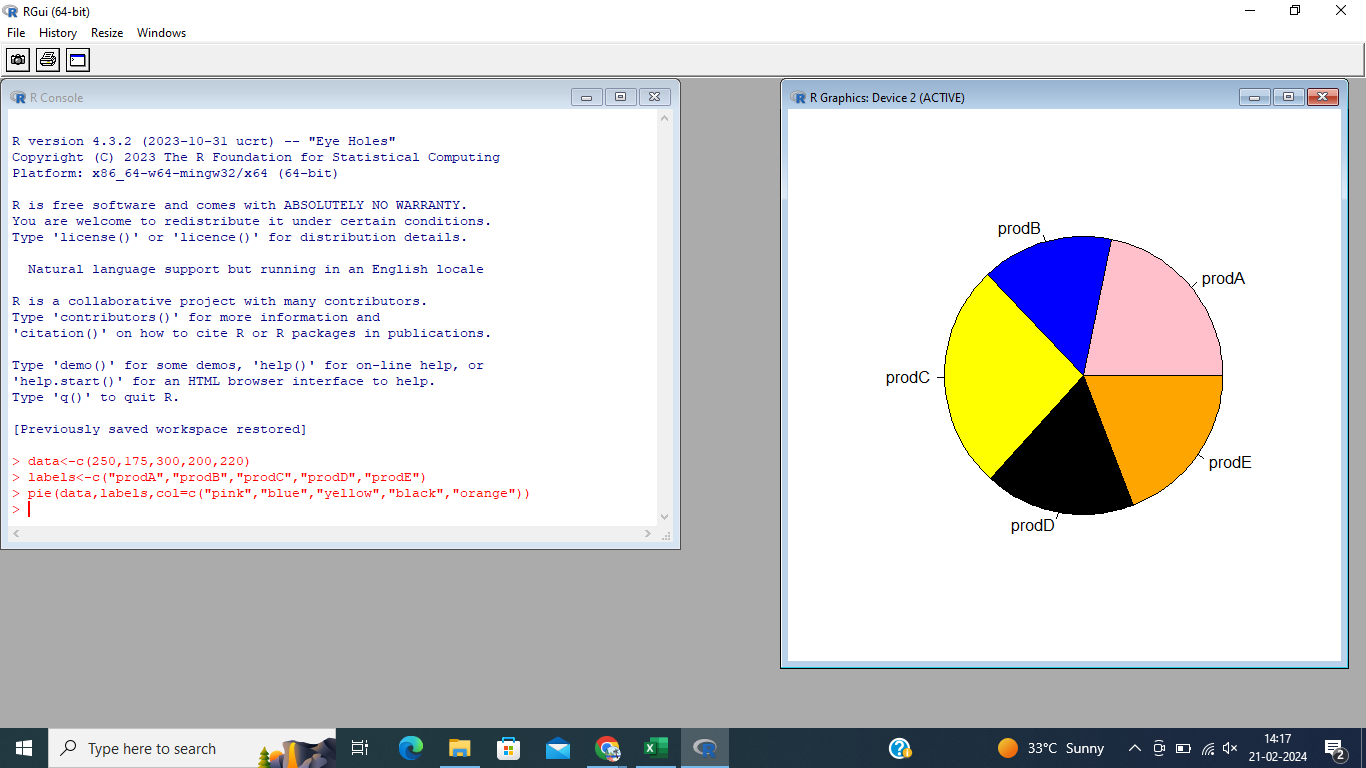 RGui (64-bit)
File History Resize Windows
R Console
R version 4.3.2 (2023-10-31 ucrt) -- "Eye Holes"
Copyright (C) 2023 The R Foundation for Statistical Computing
Platform: x86_64-w64-mingw32/x64 (64-bit)
R is free software and comes with ABSOLUTELY NO WARRANTY.
You are welcome to redistribute it under certain conditions.
Type 'license()' or 'licence()' for distribution details.
Natural language support but running in an English locale
R is a collaborative project with many contributors.
Type 'contributors()' for more information and
'citation()' on how to cite R or R packages in publications.
Type 'demo()' for some demos, 'help()' for on-line help, or
'help.start()' for an HTML browser interface to help.
Type 'q()' to quit R.
[Previously saved workspace restored]
> data<-c(250,175,300,200,220)
> labels<-c("prodA","prodB","prodC","prodD","prodE")
> pie(data,labels,col=c("pink","blue","yellow","black","orange"))
>
R Graphics: Device 2 (ACTIVE)
prodB
prodA
prodC
prodE
prodD
Type here to search
33°C Sunny
14:17
21-02-2024
2